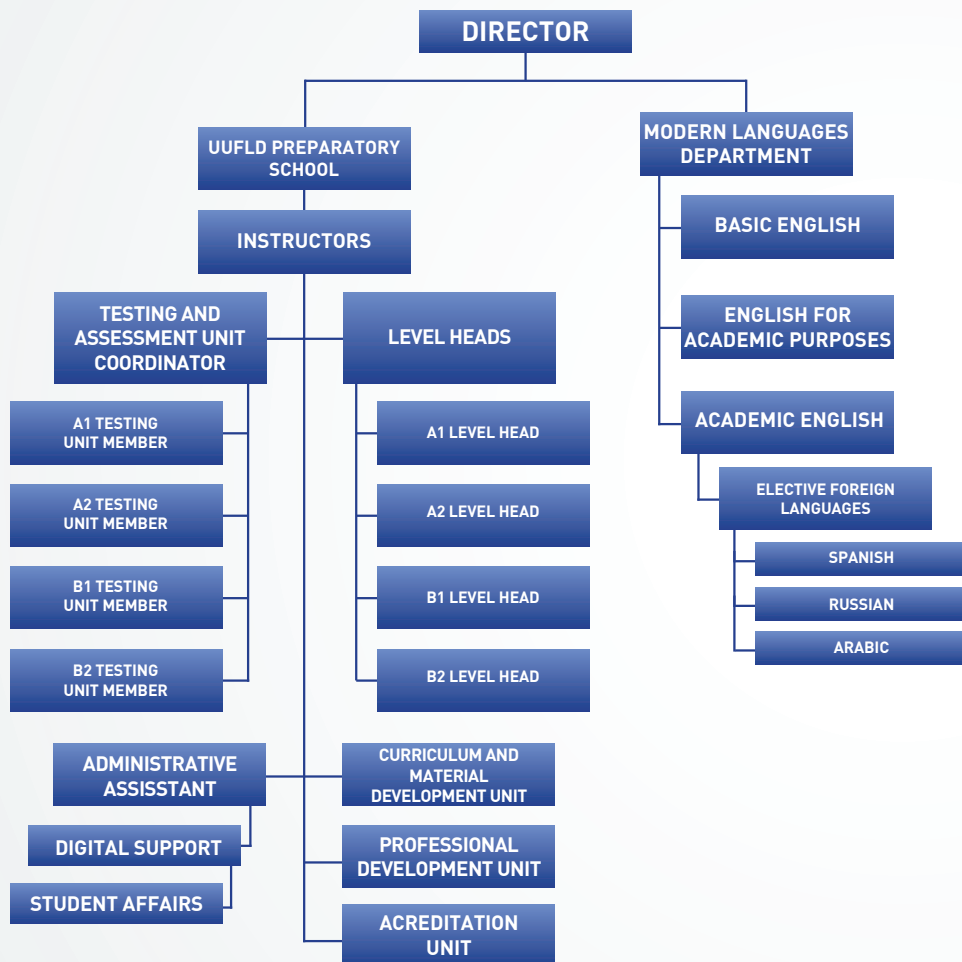 DIRECTOR
UUFLD PREPARATORY
SCHOOL
INSTRUCTORS
TESTING AND
ASSESSMENT UNIT
COORDINATOR
A1 TESTING
UNIT MEMBER
A2 TESTING
UNIT MEMBER
B1 TESTING
UNIT MEMBER
B2 TESTING
UNIT MEMBER
LEVEL HEADS
A1 LEVEL HEAD
A2 LEVEL HEAD
B1 LEVEL HEAD
B2 LEVEL HEAD
ADMINISTRATIVE
ASSISSTANT
DIGITAL SUPPORT
STUDENT AFFAIRS
CURRICULUM AND
MATERIAL
DEVELOPMENT UNIT
PROFESSIONAL
DEVELOPMENT UNIT
ACREDITATION
UNIT
MODERN LANGUAGES
DEPARTMENT
BASIC ENGLISH
ENGLISH FOR
ACADEMIC PURPOSES
ACADEMIC ENGLISH
ELECTIVE FOREIGN
LANGUAGES
SPANISH
RUSSIAN
ARABIC